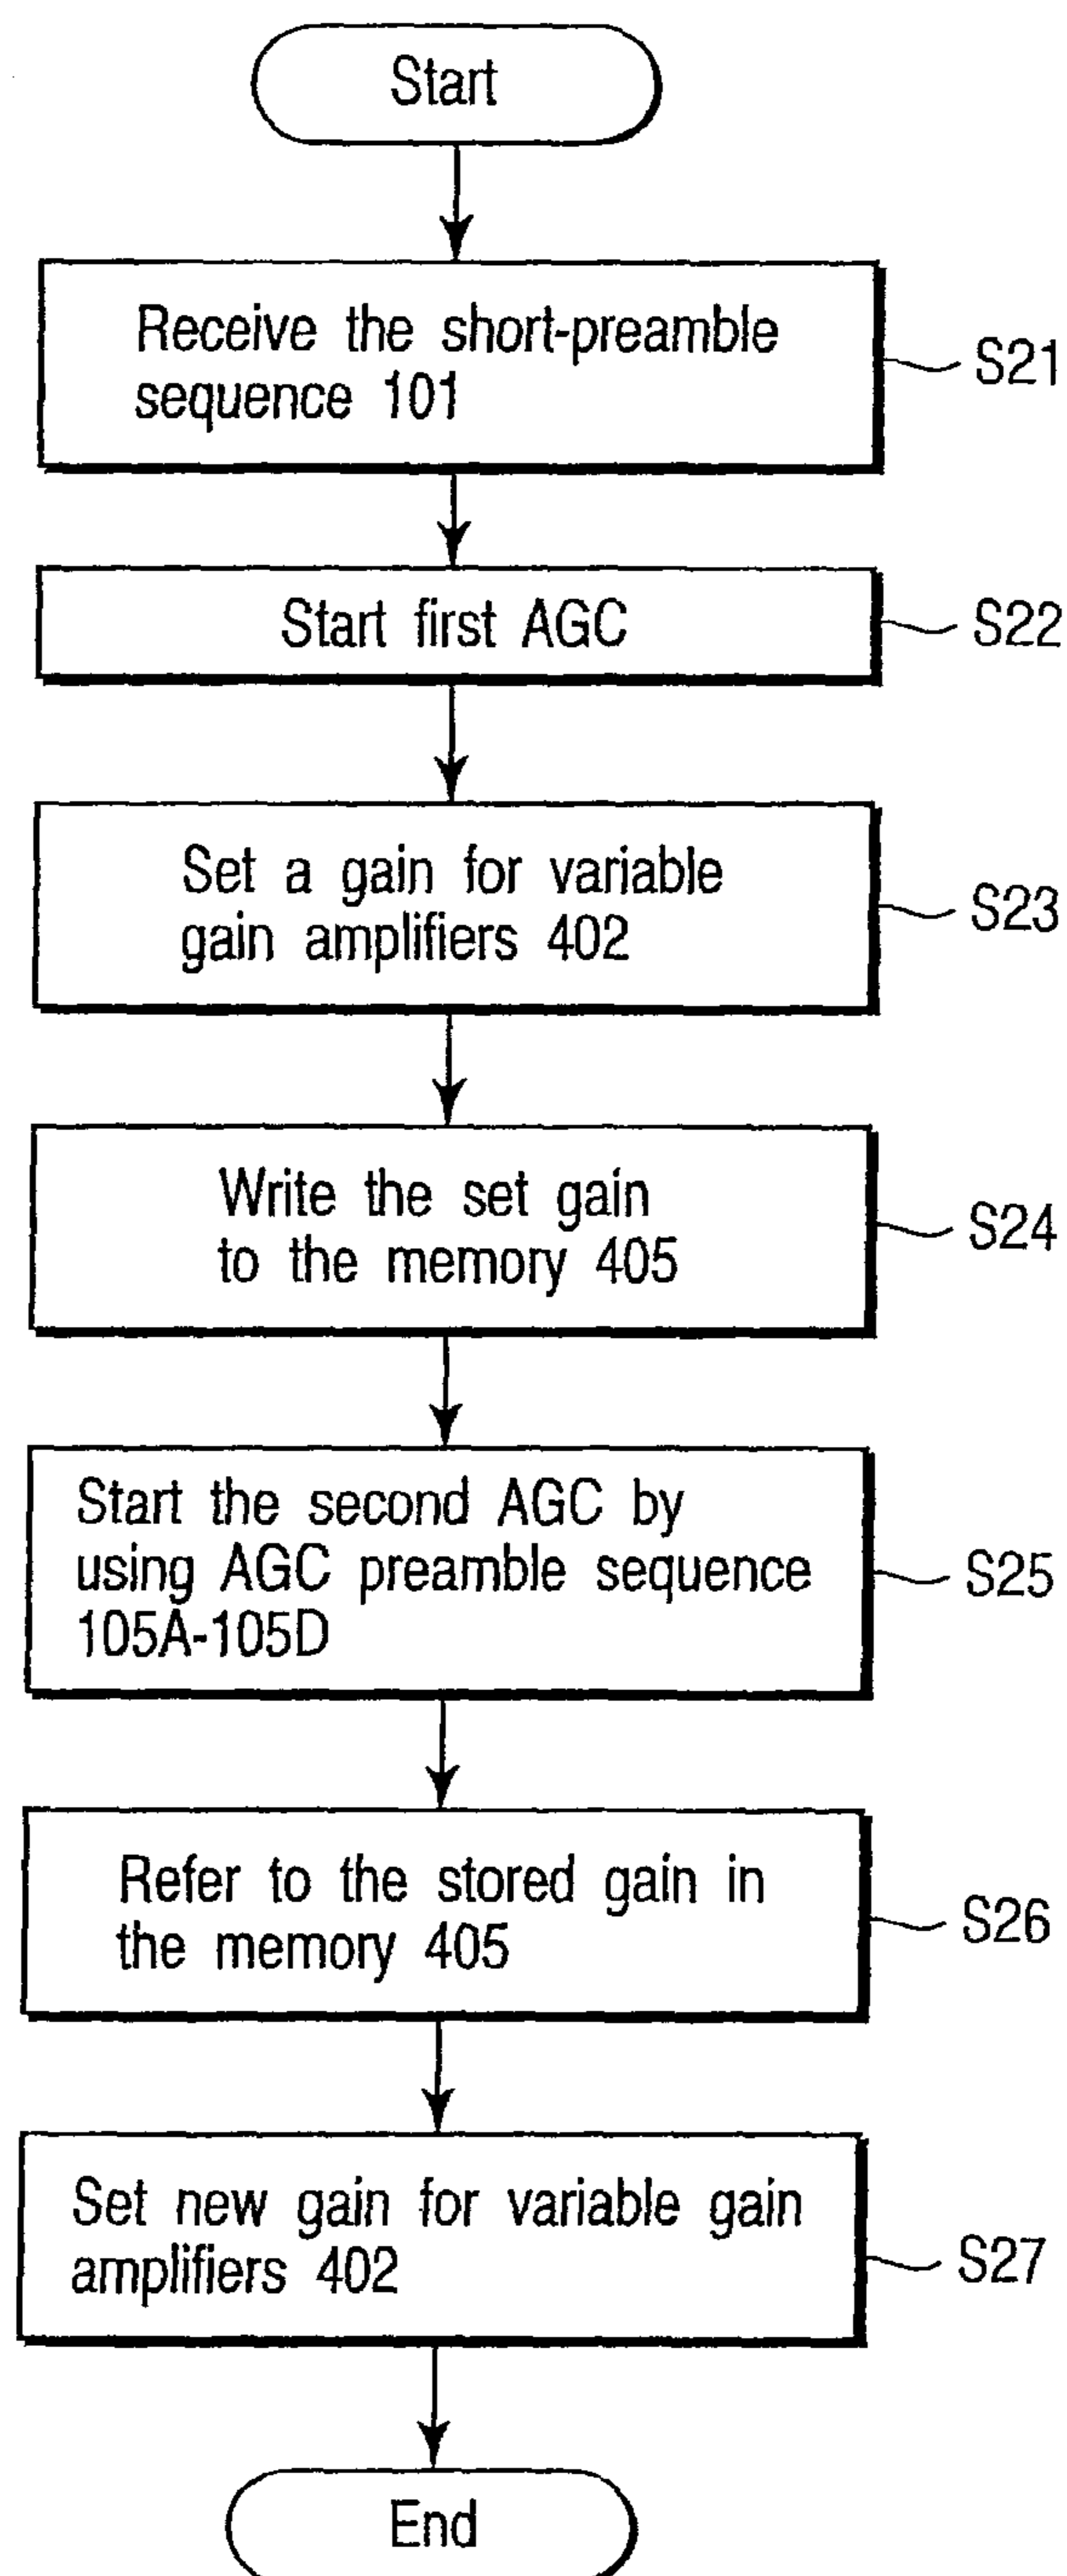 Start
Receive the short-preamble
sequence 101
S21
Start first AGC
S22
Set a gain for variable
gain amplifiers 402
S23
Write the set gain
to the memory 405
S24
Start the second AGC by
using AGC preamble sequence
105A-105D
S25
Refer to the stored gain in
the memory 405
S26
Set new gain for variable gain
amplifiers 402
S27
End